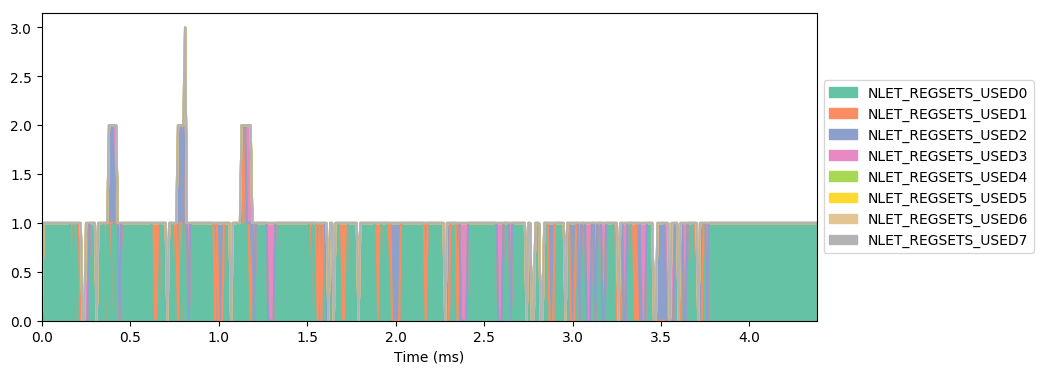 3.0
2.5
2.0
1.5
1.0
0.5
0.0
0.0 0.5 1.0 1.5 2.0 2.5 3.0 3.5 4.0
Time (ms)
NLET_REGSETS_USED0
NLET_REGSETS_USED1
NLET_REGSETS_USED2
NLET_REGSETS_USED3
NLET_REGSETS_USED4
NLET_REGSETS_USED5
NLET_REGSETS_USED6
NLET_REGSETS_USED7